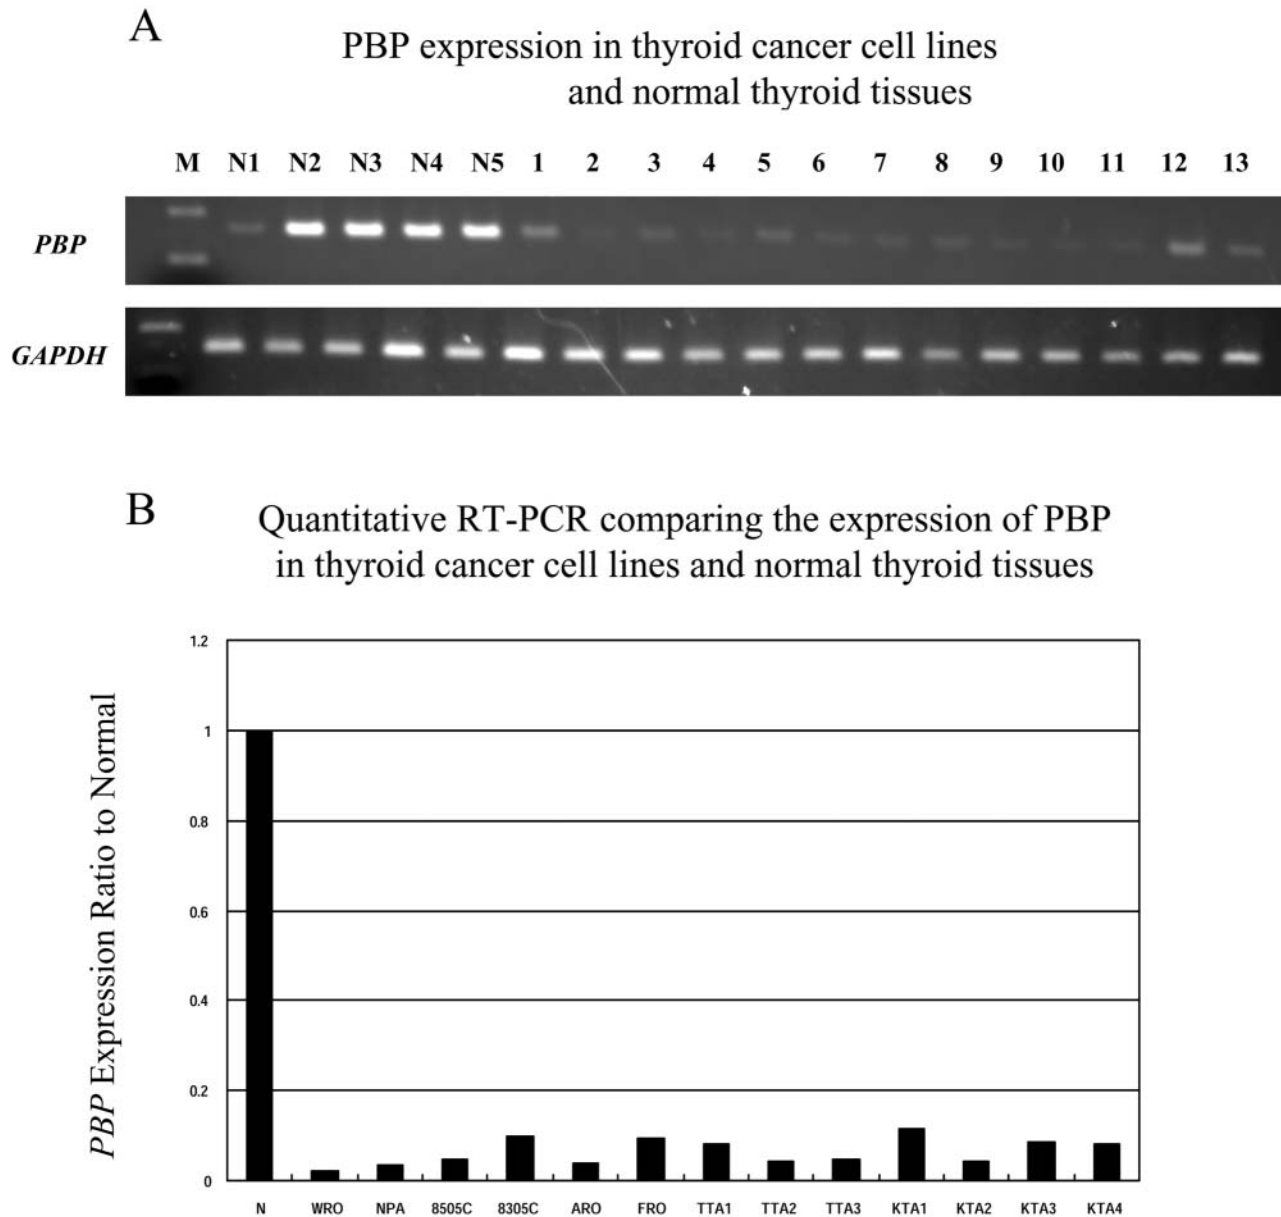 A
PBP expression in thyroid cancer cell lines
and normal thyroid tissues
M N1 N2 N3 N4 N5 1 2 3 4 5 6 7 8 9 10 11 12 13
PBP
GAPDH
B
Quantitative RT-PCR comparing the expression of PBP
in thyroid cancer cell lines and normal thyroid tissues
PBP Expression Ratio to Normal
1.2
1
0.8
0.6
0.4
0.2
0
N WRO NPA 8505C 8305C ARO FRO TTA1 TTA2 TTA3 KTA1 KTA2 KTA3 KTA4